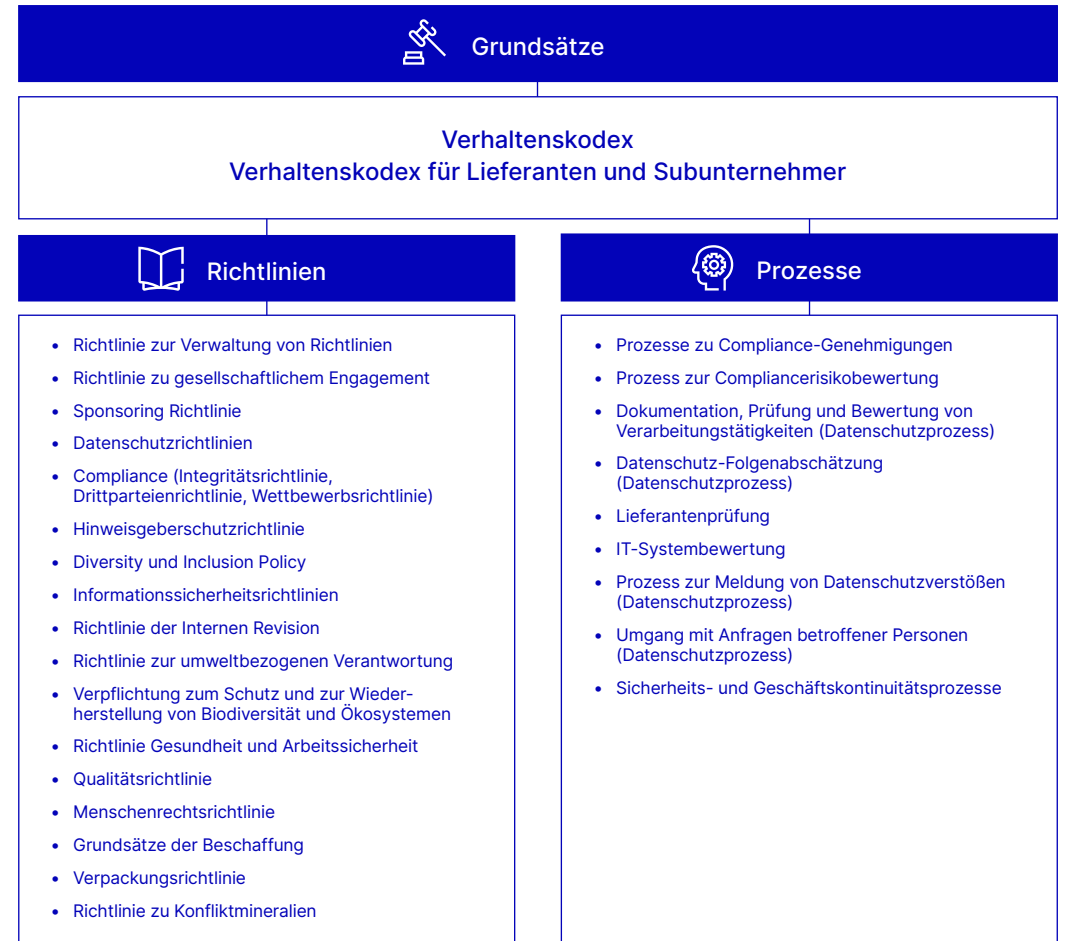 Grundsätze
Verhaltenskodex
Verhaltenskodex für Lieferanten und Subunternehmer
Richtlinien
• Richtlinie zur Verwaltung von Richtlinien
• Richtlinie zu gesellschaftlichem Engagement
• Sponsoring Richtlinie
• Datenschutzrichtlinien
• Compliance (Integritätsrichtlinie,
Drittparteienrichtlinie, Wettbewerbsrichtlinie)
• Hinweisgeberschutzrichtlinie
• Diversity und Inclusion Policy
• Informationssicherheitsrichtlinien
• Richtlinie der Internen Revision
• Richtlinie zur umweltbezogenen Verantwortung
• Verpflichtung zum Schutz und zur Wieder-
herstellung von Biodiversität und Ökosystemen
• Richtlinie Gesundheit und Arbeitssicherheit
• Qualitätsrichtlinie
• Menschenrechtsrichtlinie
• Grundsätze der Beschaffung
• Verpackungsrichtlinie
• Richtlinie zu Konfliktmineralien
Prozesse
• Prozesse zu Compliance-Genehmigungen
• Prozess zur Compliancerisikobewertung
• Dokumentation, Prüfung und Bewertung von
Verarbeitungstätigkeiten (Datenschutzprozess)
• Datenschutz-Folgenabschätzung
(Datenschutzprozess)
• Lieferantenprüfung
• IT-Systembewertung
• Prozess zur Meldung von Datenschutzverstößen
(Datenschutzprozess)
• Umgang mit Anfragen betroffener Personen
(Datenschutzprozess)
• Sicherheits- und Geschäftskontinuitätsprozesse